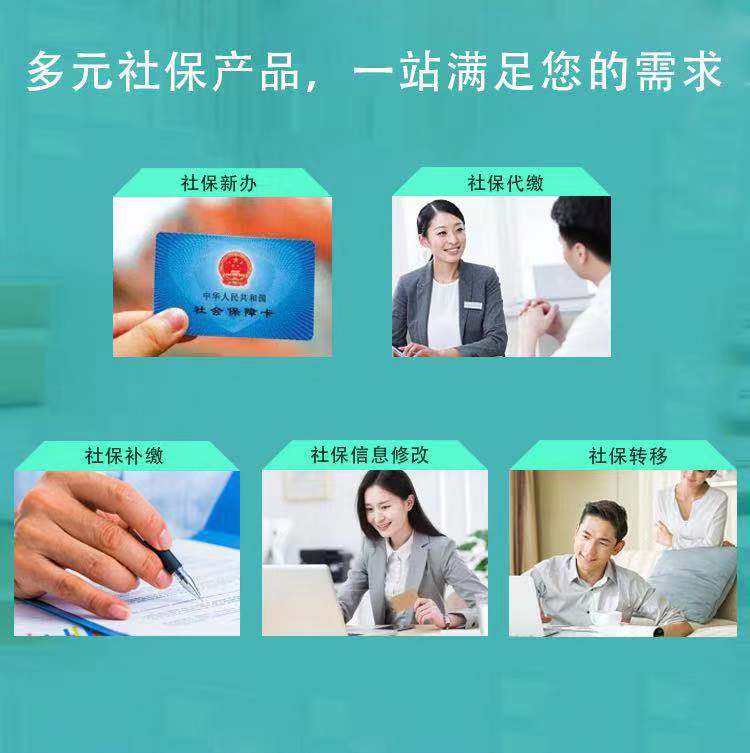 多元社保产品，一站满足您的需求
社保新办
社保代缴
中华人民共和国
社会保障卡
社保补缴
社保信息修改
社保转移